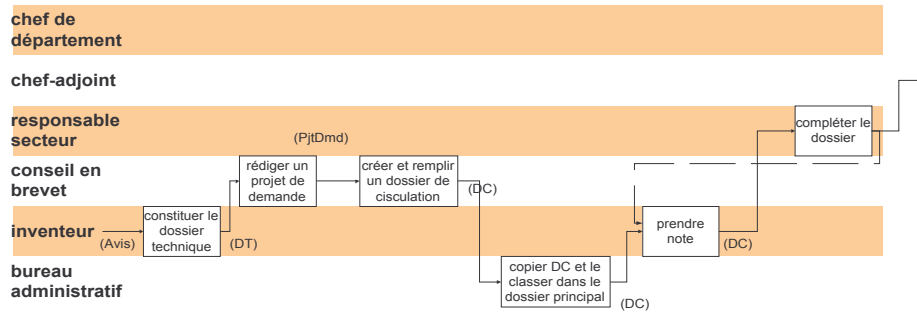 chef de
département
chef-adjoint
responsable
secteur
(PjtDmd)
compléter le
dossier
conseil en
brevet
rédiger un
projet de
demande
créer et remplir
un dossier de
cisculation
(DC)
inventeur
(Avis)
constituer le
dossier
technique
(DT)
prendre
note
(DC)
bureau
administratif
copier DC et le
classer dans le
dossier principal
(DC)